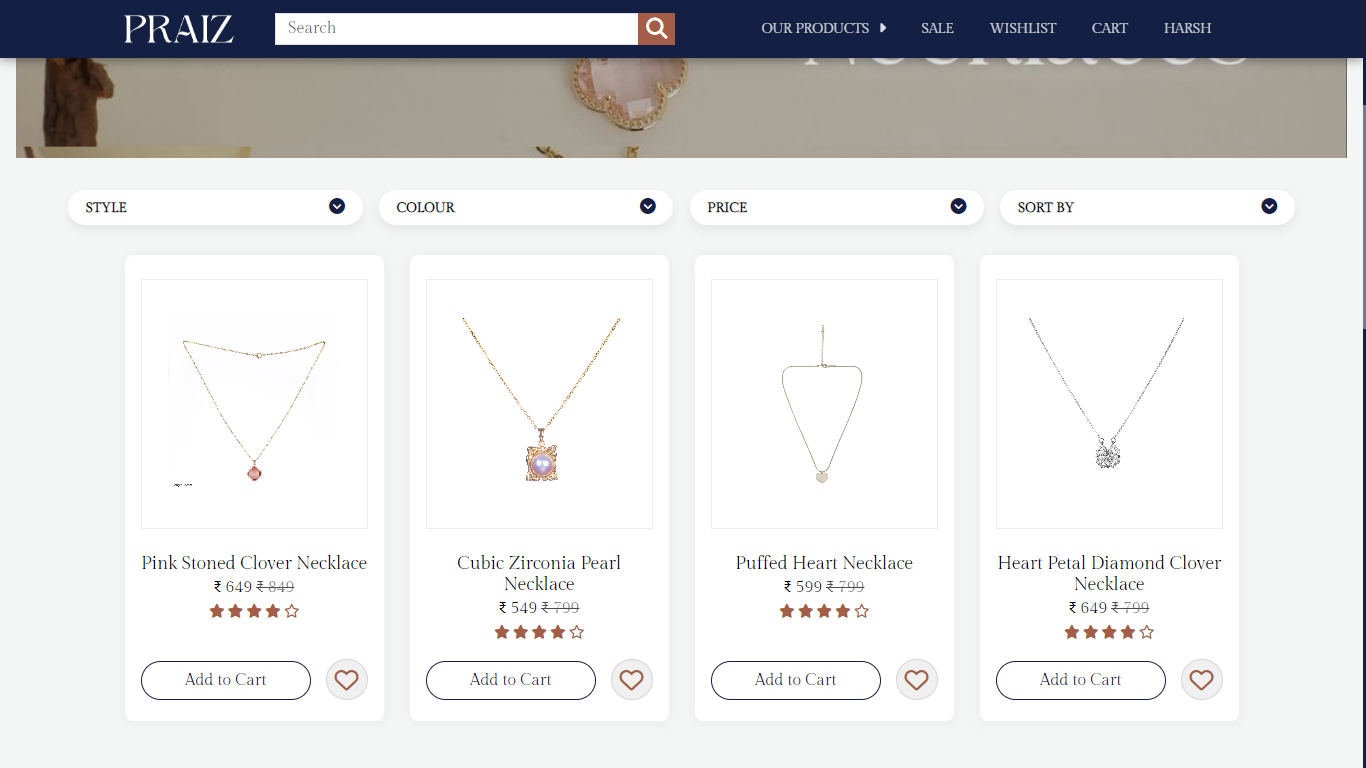 PRAIZ
Search
OUR PRODUCTS
SALE
WISHLIST
CART
HARSH
Necklaces
STYLE
COLOUR
PRICE
SORT BY
Pink Stoned Clover Necklace
₹ 649 ₹ 849
Add to Cart
Cubic Zirconia Pearl
Necklace
₹ 549 ₹ 799
Add to Cart
Puffed Heart Necklace
₹ 599 ₹ 799
Add to Cart
Heart Petal Diamond Clover
Necklace
₹ 649 ₹ 799
Add to Cart